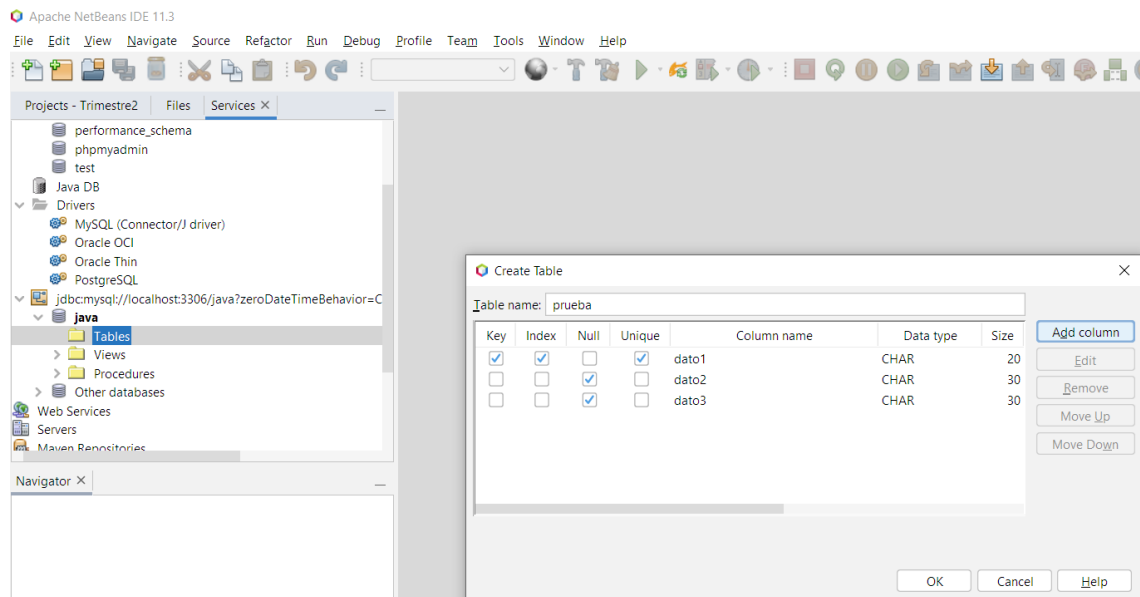 Apache NetBeans IDE 11.3
File Edit View Navigate Source Refactor Run Debug Profile Team Tools Window Help
Projects - Trimestre2 Files Services
performance_schema
phpmyadmin
test
Java DB
Drivers
MySQL (Connector/J driver)
Oracle OCI
Oracle Thin
PostgreSQL
jdbc:mysql://localhost:3306/java?zeroDateTimeBehavior=C
java
Tables
Views
Procedures
Other databases
Web Services
Servers
Maven Repositories
Navigator
Create Table
Table name: prueba
Key Index Null Unique Column name Data type Size
dato1 CHAR 20
dato2 CHAR 30
dato3 CHAR 30
Add column
Edit
Remove
Move Up
Move Down
OK Cancel Help